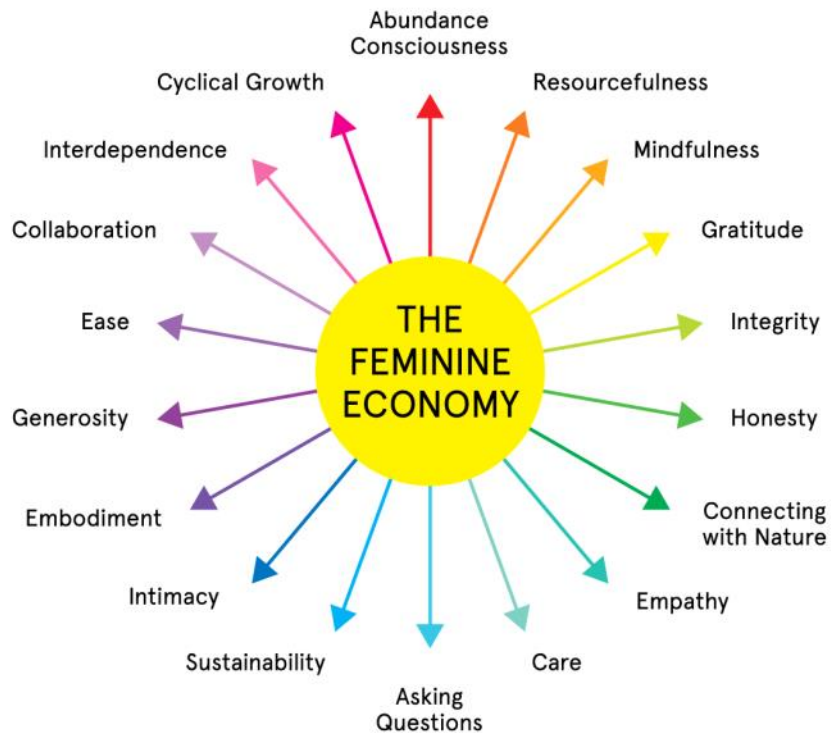 Abundance
Consciousness
Resourcefulness
Mindfulness
Gratitude
Integrity
Honesty
Connecting
with Nature
Empathy
Care
Asking
Questions
Sustainability
Intimacy
Embodiment
Generosity
Ease
Collaboration
Interdependence
Cyclical Growth
THE
FEMININE
ECONOMY